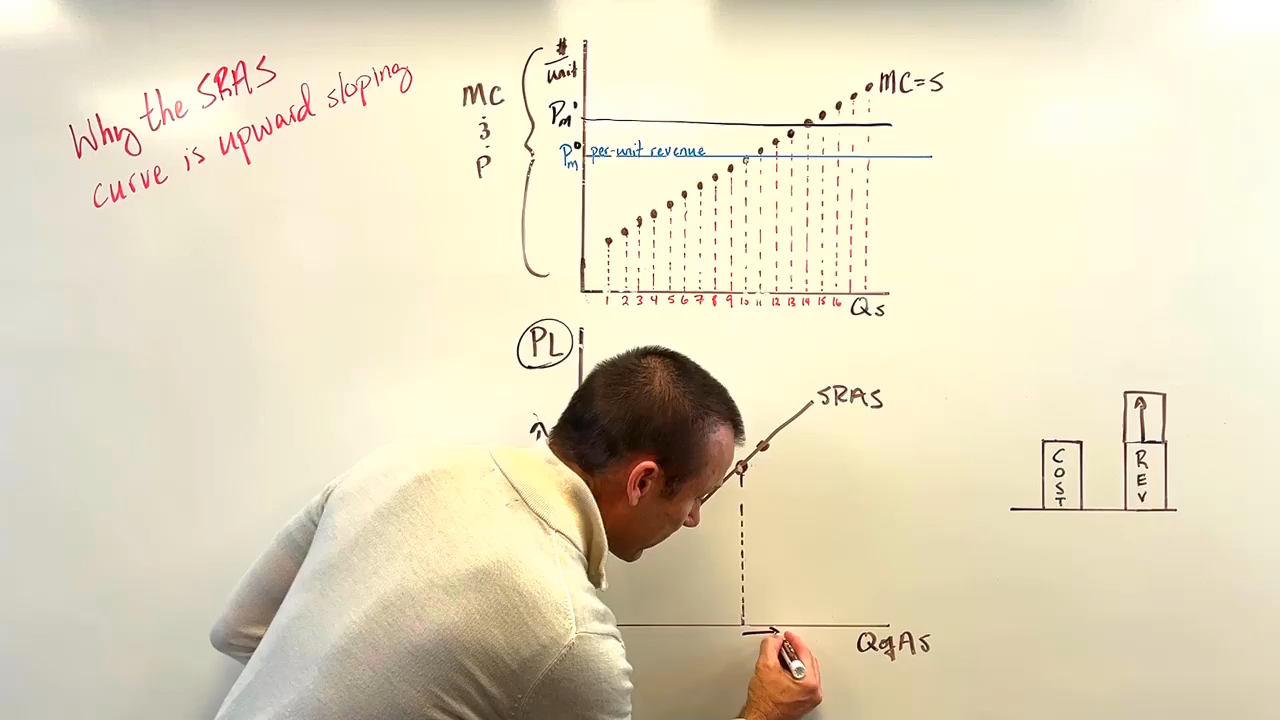 Why the SRAS
curve is upward sloping
MC
&
P
#/unit
Pm'
Pm° per-unit revenue
MC=S
1 2 3 4 5 6 7 8 9 10 11 12 13 14 15 16
Qs
PL
SRAS
COST
REV
QofAS